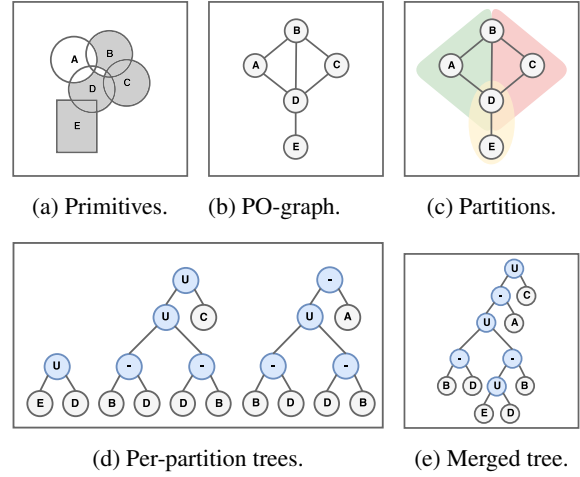 A B C D E
B
A C
D
E
B
A C
D
E
(a) Primitives. (b) PO-graph. (c) Partitions.
U -
U C U A
U - - - -
E D B D D B B D D B
U
- C
U A
- -
B D U B
E D
(d) Per-partition trees. (e) Merged tree.